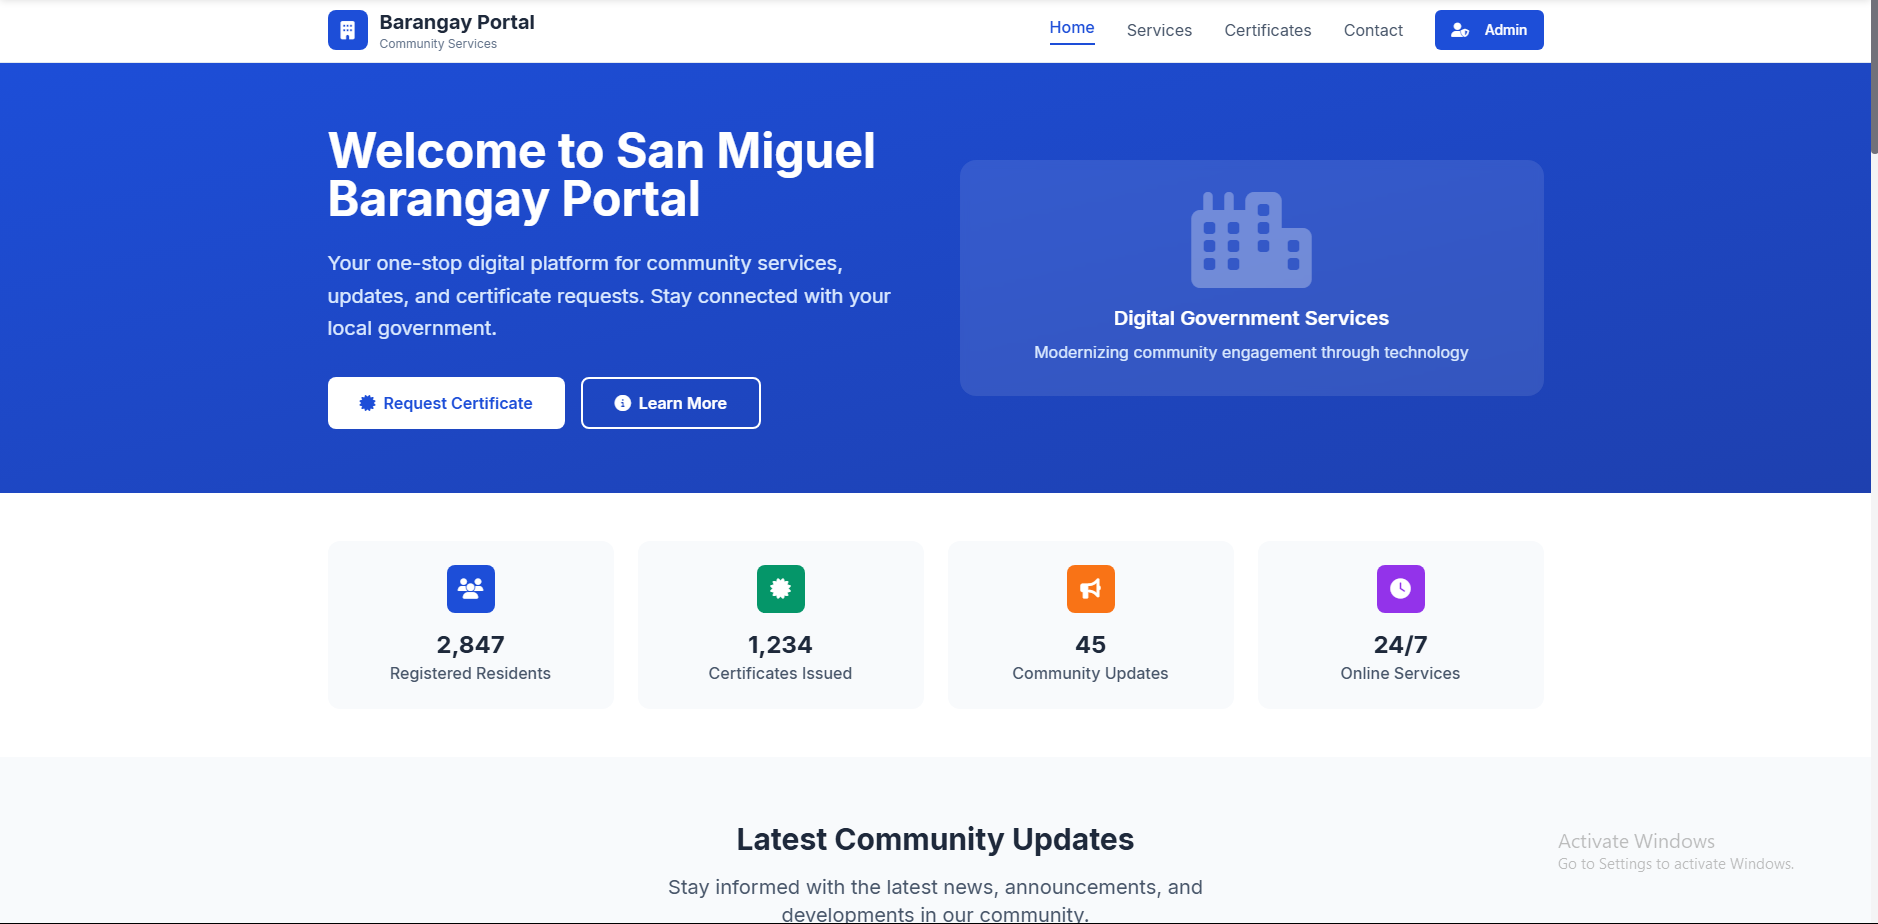 Barangay Portal
Community Services
Home
Services
Certificates
Contact
Admin
Welcome to San Miguel
Barangay Portal
Your one-stop digital platform for community services,
updates, and certificate requests. Stay connected with your
local government.
Request Certificate
Learn More
Digital Government Services
Modernizing community engagement through technology
2,847
Registered Residents
1,234
Certificates Issued
45
Community Updates
24/7
Online Services
Latest Community Updates
Stay informed with the latest news, announcements, and
developments in our community.
Activate Windows
Go to Settings to activate Windows.